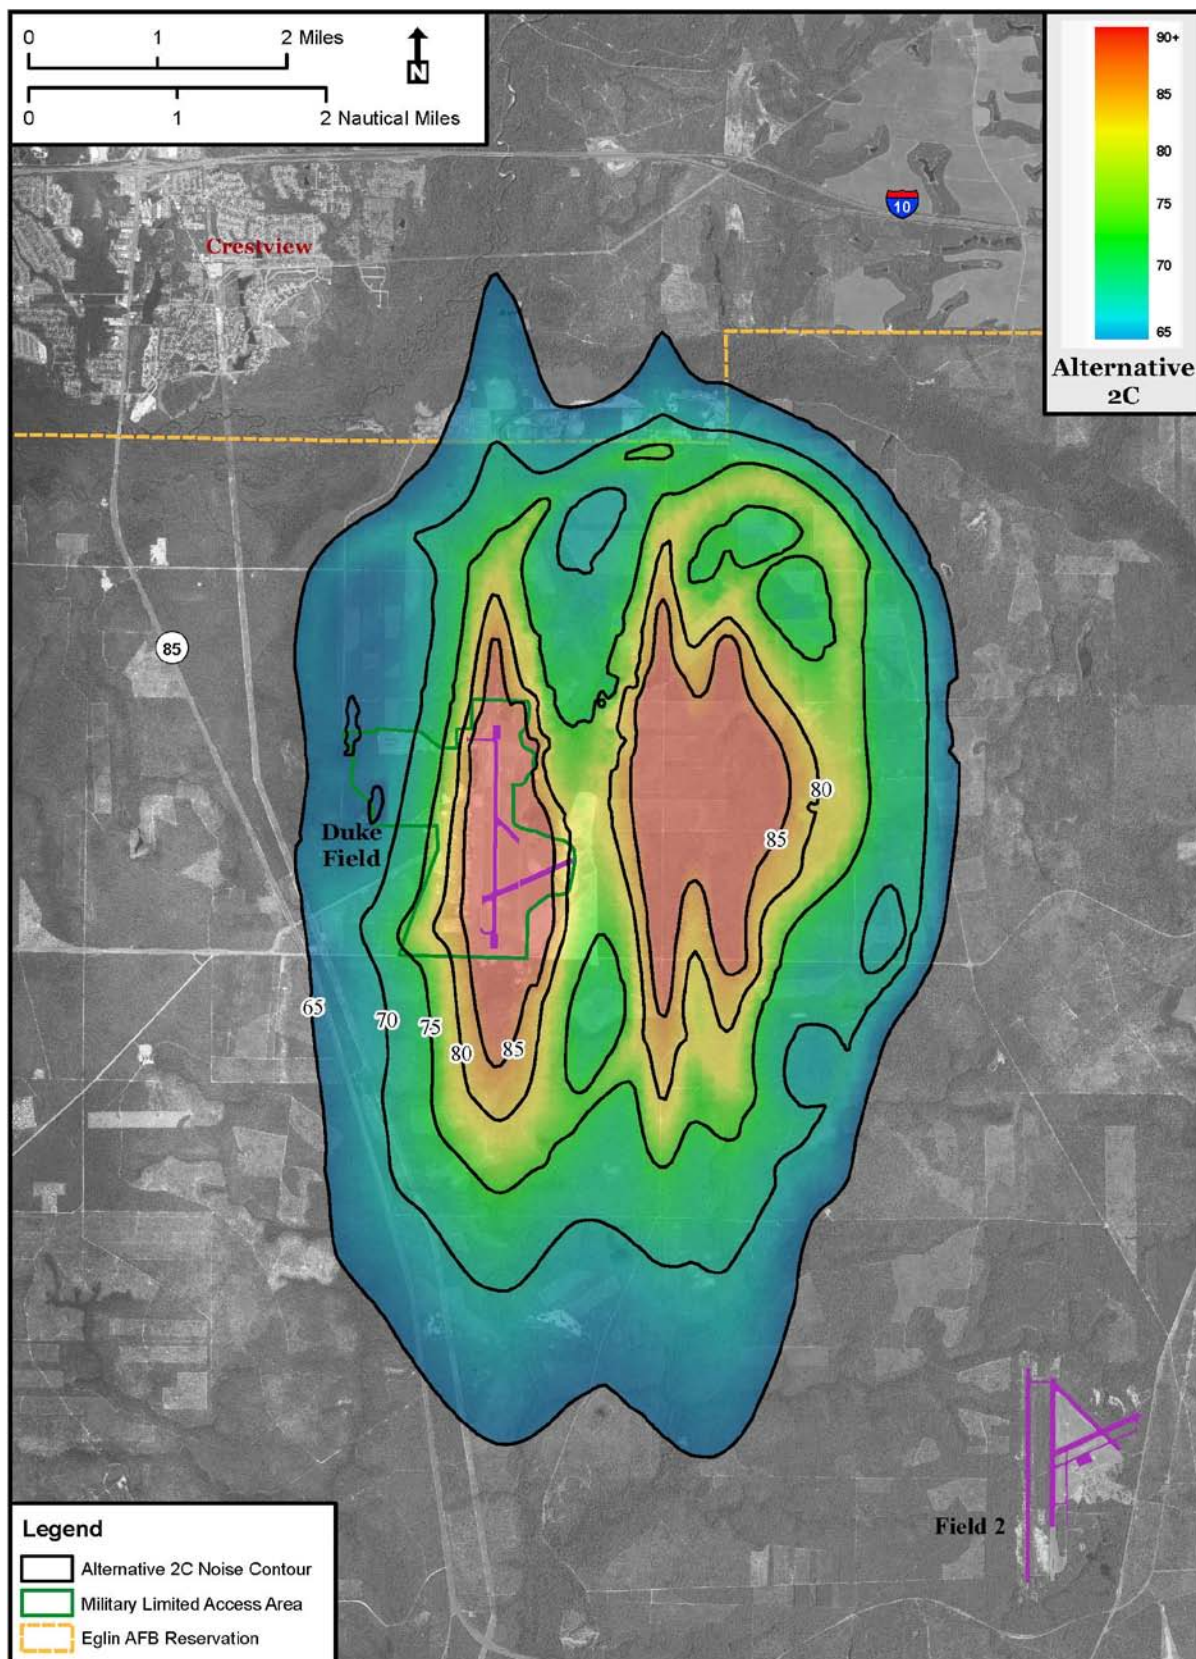 0 1 2 Miles
N
0 1 2 Nautical Miles
90+
85
80
75
70
65
Alternative
2C
10
Crestview
85
Duke
Field
80
85
65
70
75
80
85
Field 2
Legend
Alternative 2C Noise Contour
Military Limited Access Area
Eglin AFB Reservation